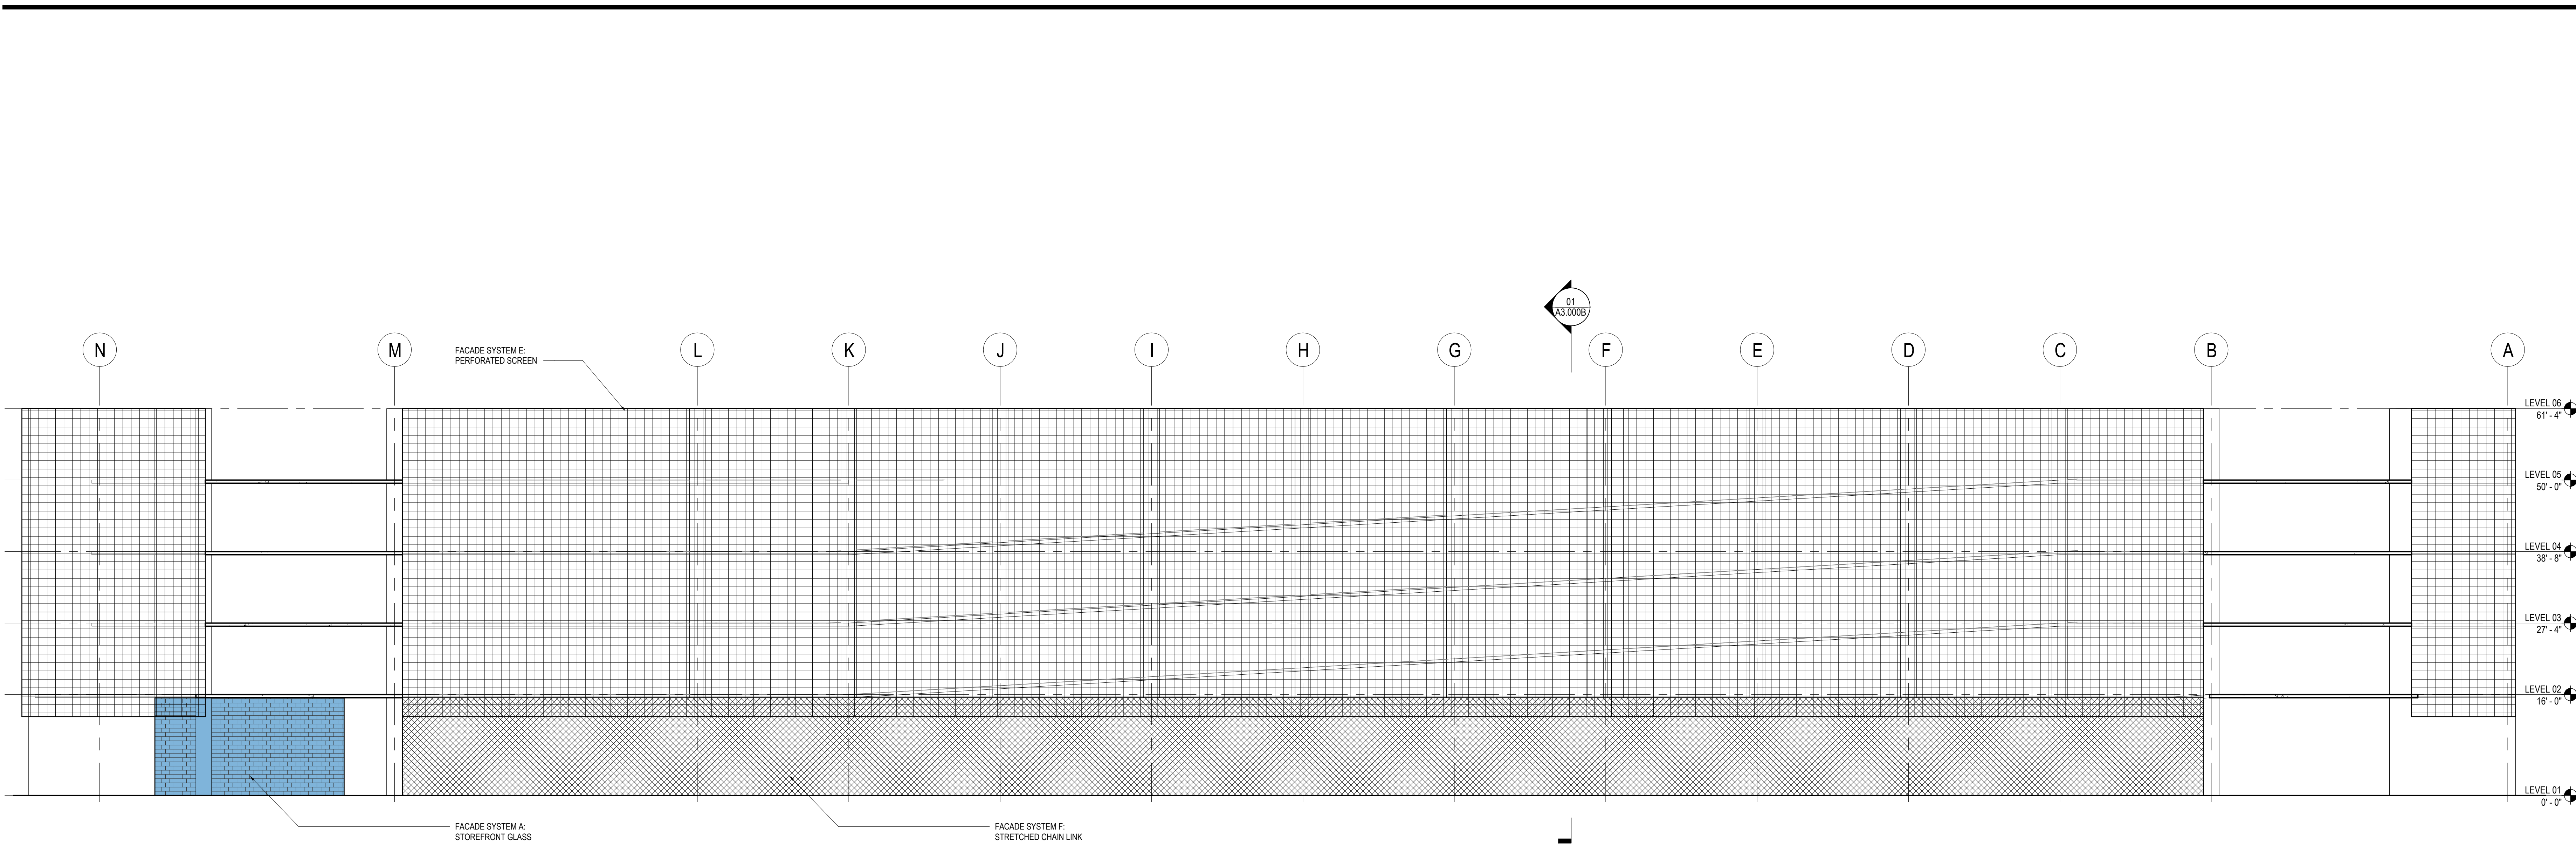 01
A3.000B
N
M
L
K
J
I
H
G
F
E
D
C
B
A
FACADE SYSTEM E:
PERFORATED SCREEN
LEVEL 06
61' - 4"
LEVEL 05
50' - 0"
LEVEL 04
38' - 8"
LEVEL 03
27' - 4"
LEVEL 02
16' - 0"
LEVEL 01
0' - 0"
FACADE SYSTEM A:
STOREFRONT GLASS
FACADE SYSTEM F:
STRETCHED CHAIN LINK